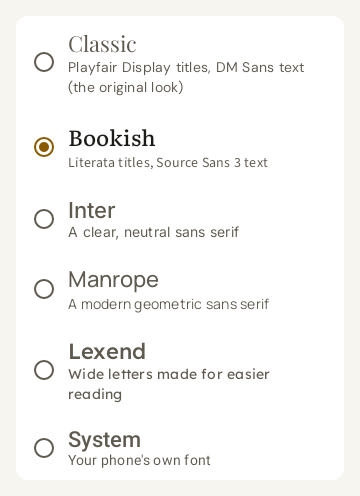 Classic
Playfair Display titles, DM Sans text
(the original look)
Bookish
Literata titles, Source Sans 3 text
Inter
A clear, neutral sans serif
Manrope
A modern geometric sans serif
Lexend
Wide letters made for easier
reading
System
Your phone's own font